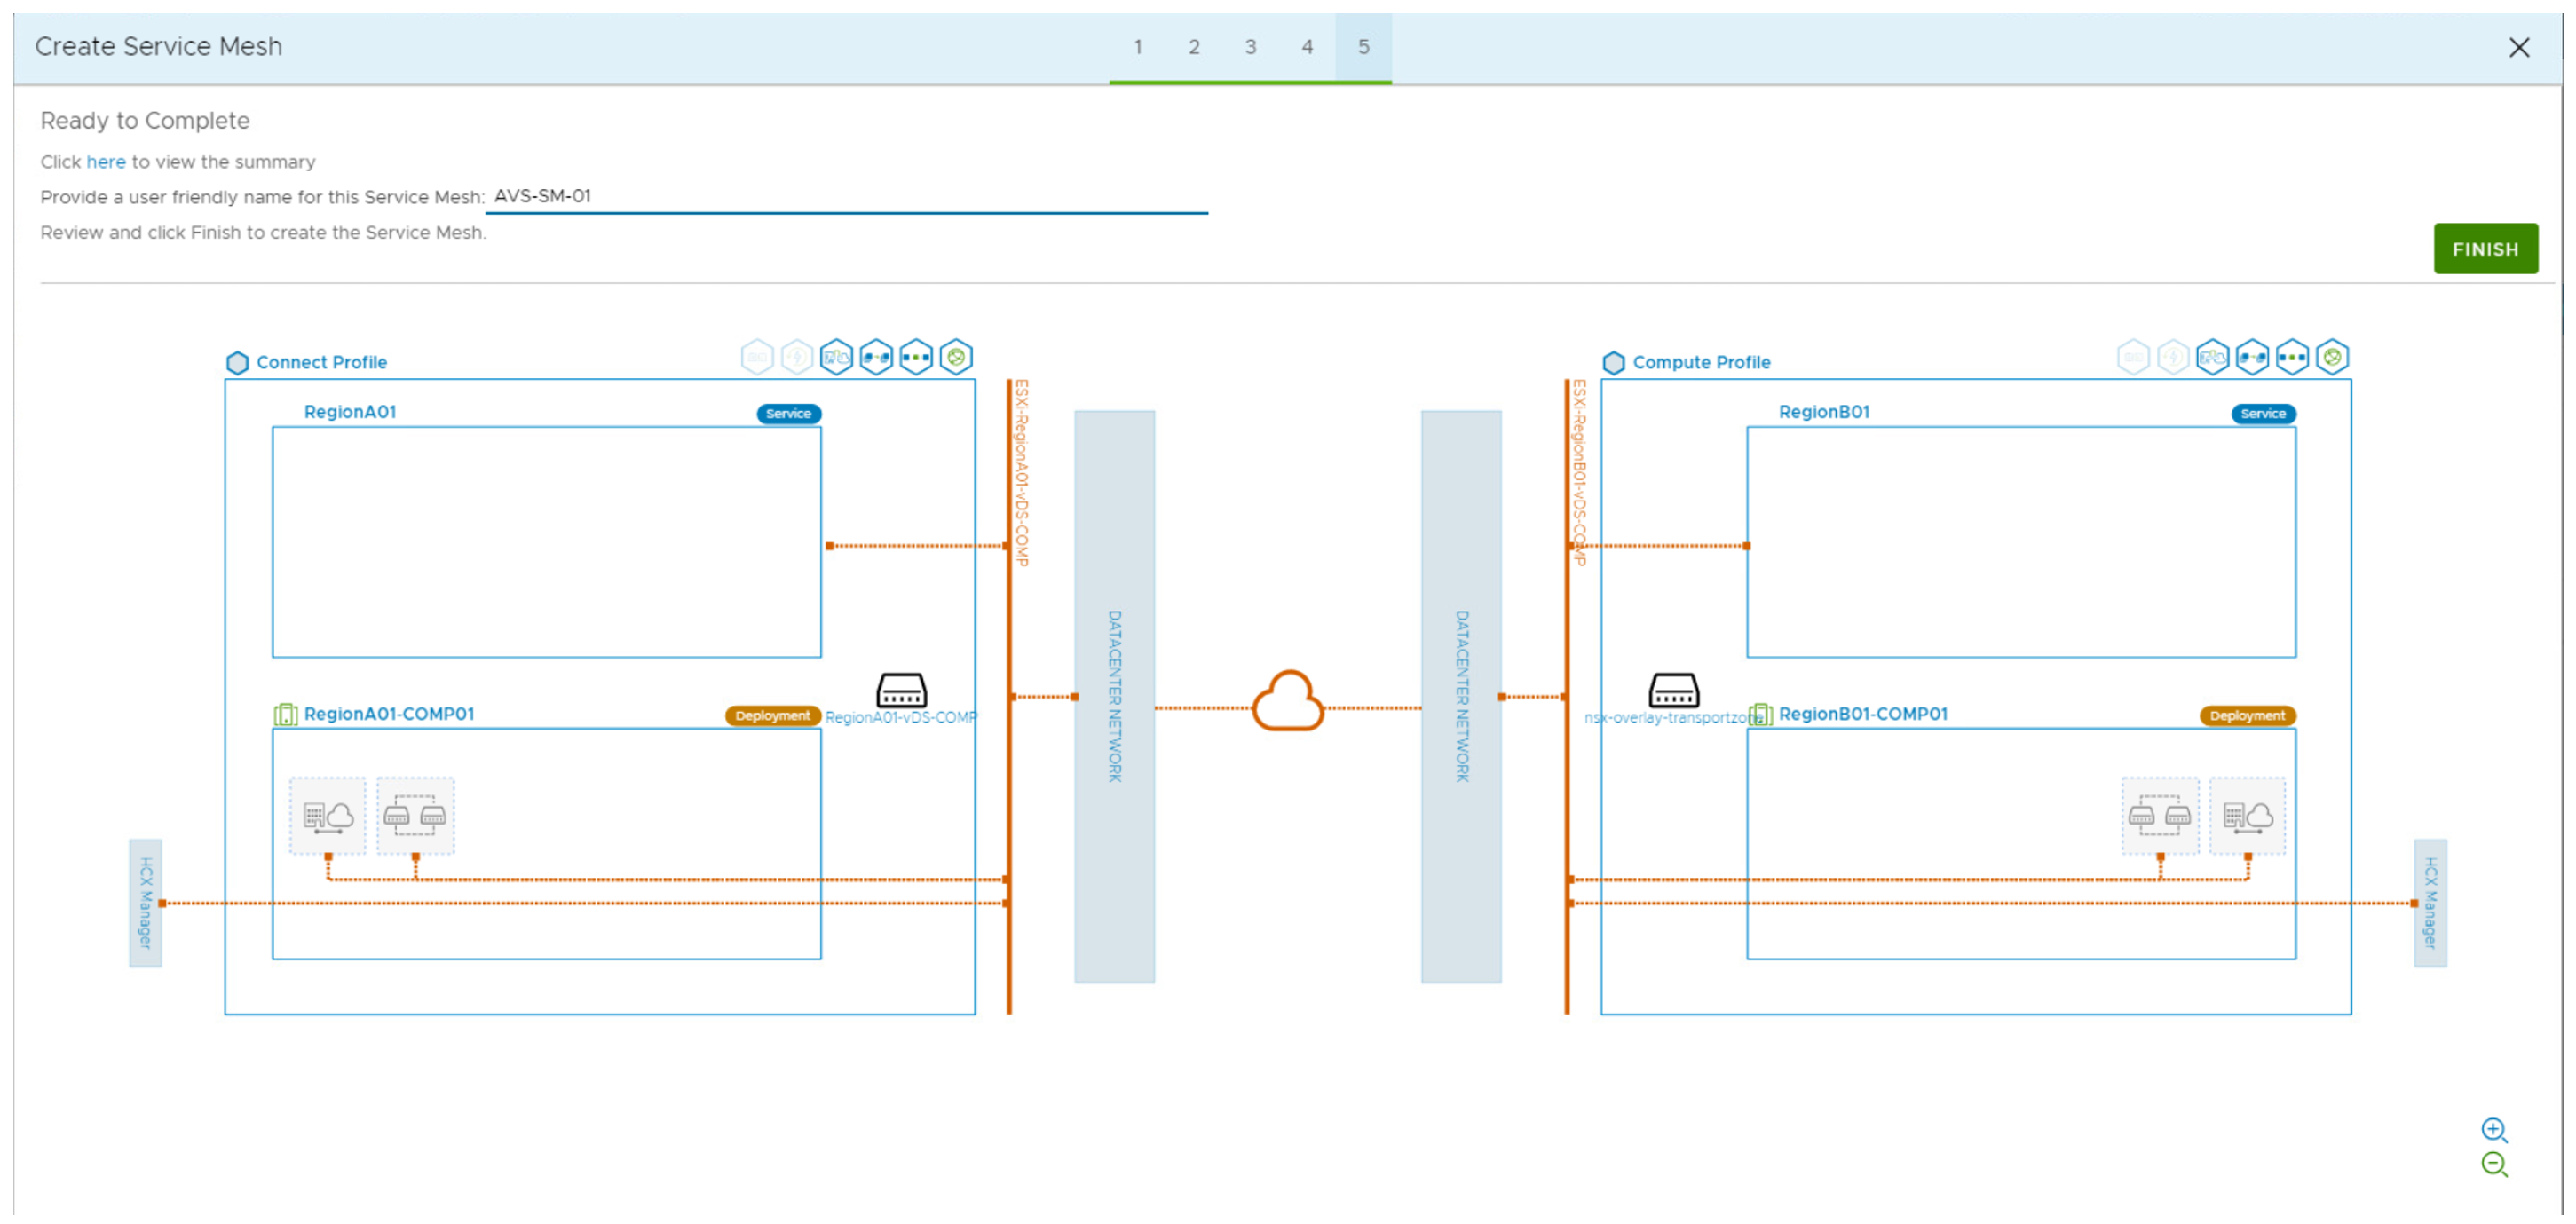 Create Service Mesh
1 2 3 4 5
Ready to Complete
Click here to view the summary
Provide a user friendly name for this Service Mesh: AVS-SM-01
Review and click Finish to create the Service Mesh.
FINISH
Connect Profile
RegionA01
Service
ESXi-RegionA01-vDS-COMP
RegionA01-COMP01
Deployment
RegionA01-vDS-COMP
HCX Manager
DATACENTER NETWORK
DATACENTER NETWORK
Compute Profile
ESXi-RegionB01-vDS-COMP
RegionB01
Service
nsx-overlay-transportzone
RegionB01-COMP01
Deployment
HCX Manager